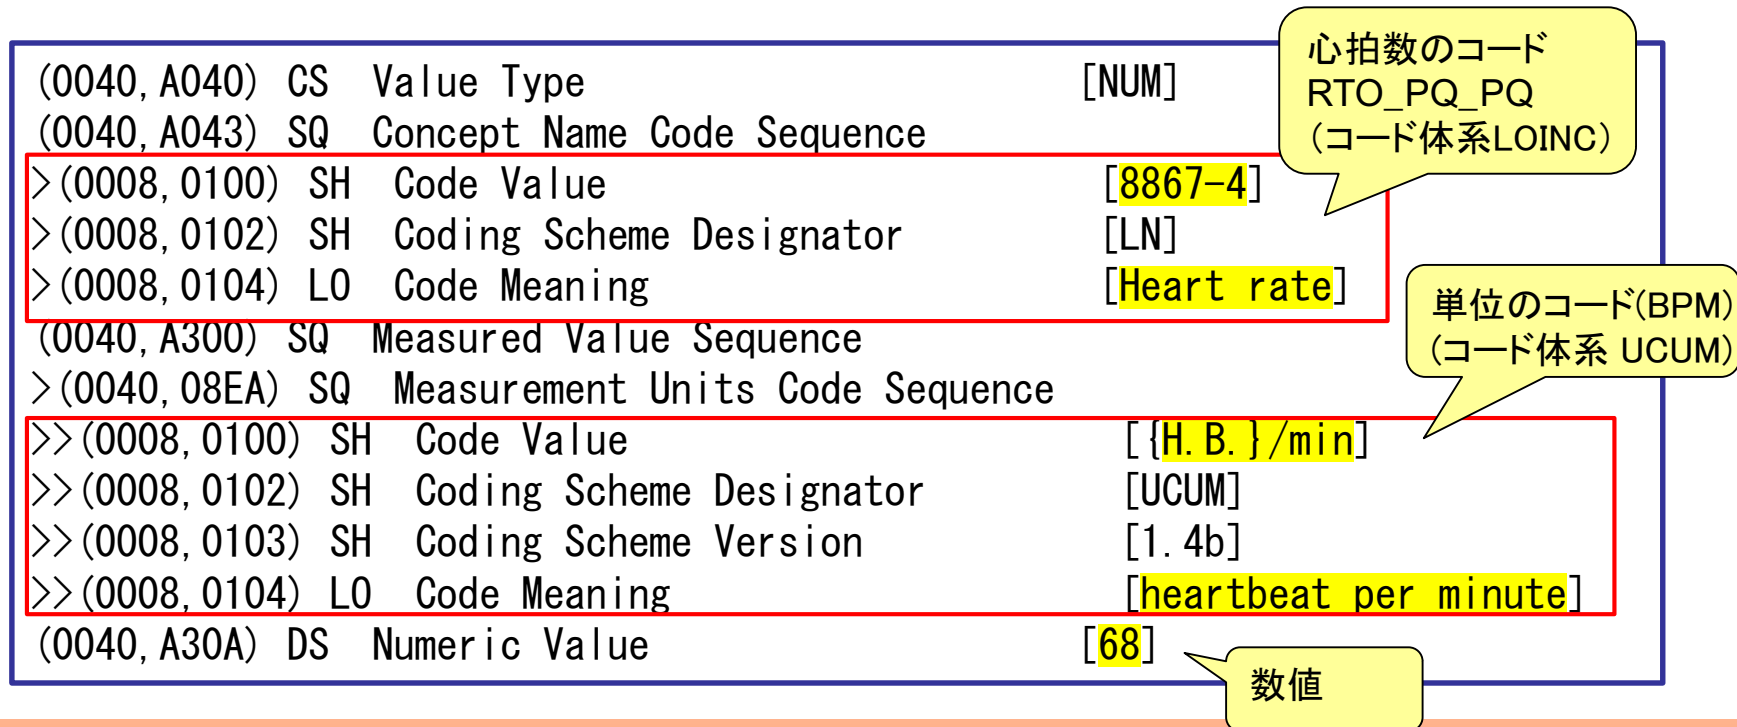 (0040,A040) CS Value Type [NUM]
(0040,A043) SQ Concept Name Code Sequence
>(0008,0100) SH Code Value [8867-4]
>(0008,0102) SH Coding Scheme Designator [LN]
>(0008,0104) LO Code Meaning [Heart rate]
(0040,A300) SQ Measured Value Sequence
>(0040,08EA) SQ Measurement Units Code Sequence
>>(0008,0100) SH Code Value [{H.B.}/min]
>>(0008,0102) SH Coding Scheme Designator [UCUM]
>>(0008,0103) SH Coding Scheme Version [1.4b]
>>(0008,0104) LO Code Meaning [heartbeat per minute]
(0040,A30A) DS Numeric Value [68]
心拍数のコード
RTO_PQ_PQ
(コード体系LOINC)
単位のコード(BPM)
(コード体系 UCUM)
数値